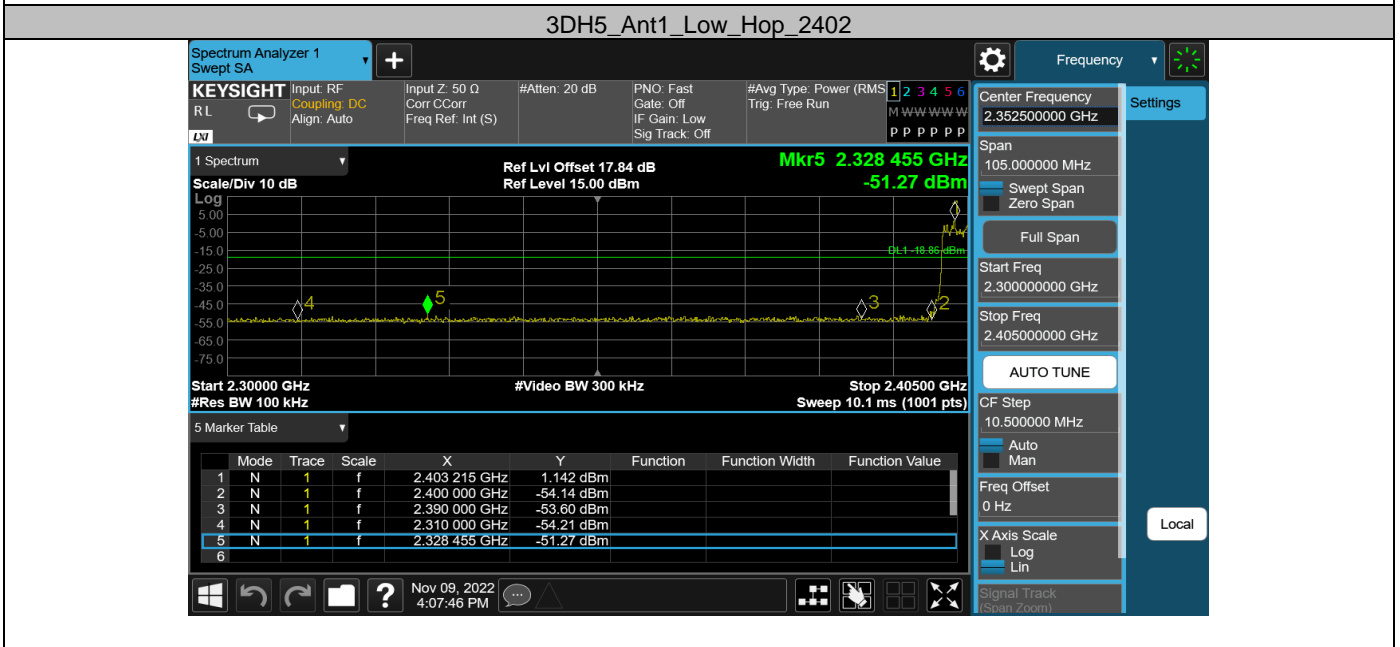 3DH5_Ant1_Low_Hop_2402
Spectrum Analyzer 1
Swept SA
Frequency
KEYSIGHT
RL
LXI
Input: RF
Coupling: DC
Align: Auto
Input Z: 50 Ω
Corr CCorr
Freq Ref: Int (S)
#Atten: 20 dB
PNO: Fast
Gate: Off
IF Gain: Low
Sig Track: Off
#Avg Type: Power (RMS
Trig: Free Run
1 2 3 4 5 6
M W W W W W
P P P P P P
Settings
1 Spectrum
Scale/Div 10 dB
Ref Lvl Offset 17.84 dB
Ref Level 15.00 dBm
Mkr5 2.328 455 GHz
-51.27 dBm
Log
5.00
-5.00
-15.0
-25.0
-35.0
-45.0
-55.0
-65.0
-75.0
DL1 -18.86 dBm
4
5
3
2
Start 2.30000 GHz
#Video BW 300 kHz
Stop 2.40500 GHz
#Res BW 100 kHz
Sweep 10.1 ms (1001 pts)
5 Marker Table
Mode Trace Scale X Y Function Function Width Function Value
1 N 1 f 2.403 215 GHz 1.142 dBm
2 N 1 f 2.400 000 GHz -54.14 dBm
3 N 1 f 2.390 000 GHz -53.60 dBm
4 N 1 f 2.310 000 GHz -54.21 dBm
5 N 1 f 2.328 455 GHz -51.27 dBm
6
Nov 09, 2022
4:07:46 PM
Center Frequency
2.352500000 GHz
Span
105.000000 MHz
Swept Span
Zero Span
Full Span
Start Freq
2.300000000 GHz
Stop Freq
2.405000000 GHz
AUTO TUNE
CF Step
10.500000 MHz
Auto
Man
Freq Offset
0 Hz
X Axis Scale
Log
Lin
Signal Track
(Span Zoom)
Local